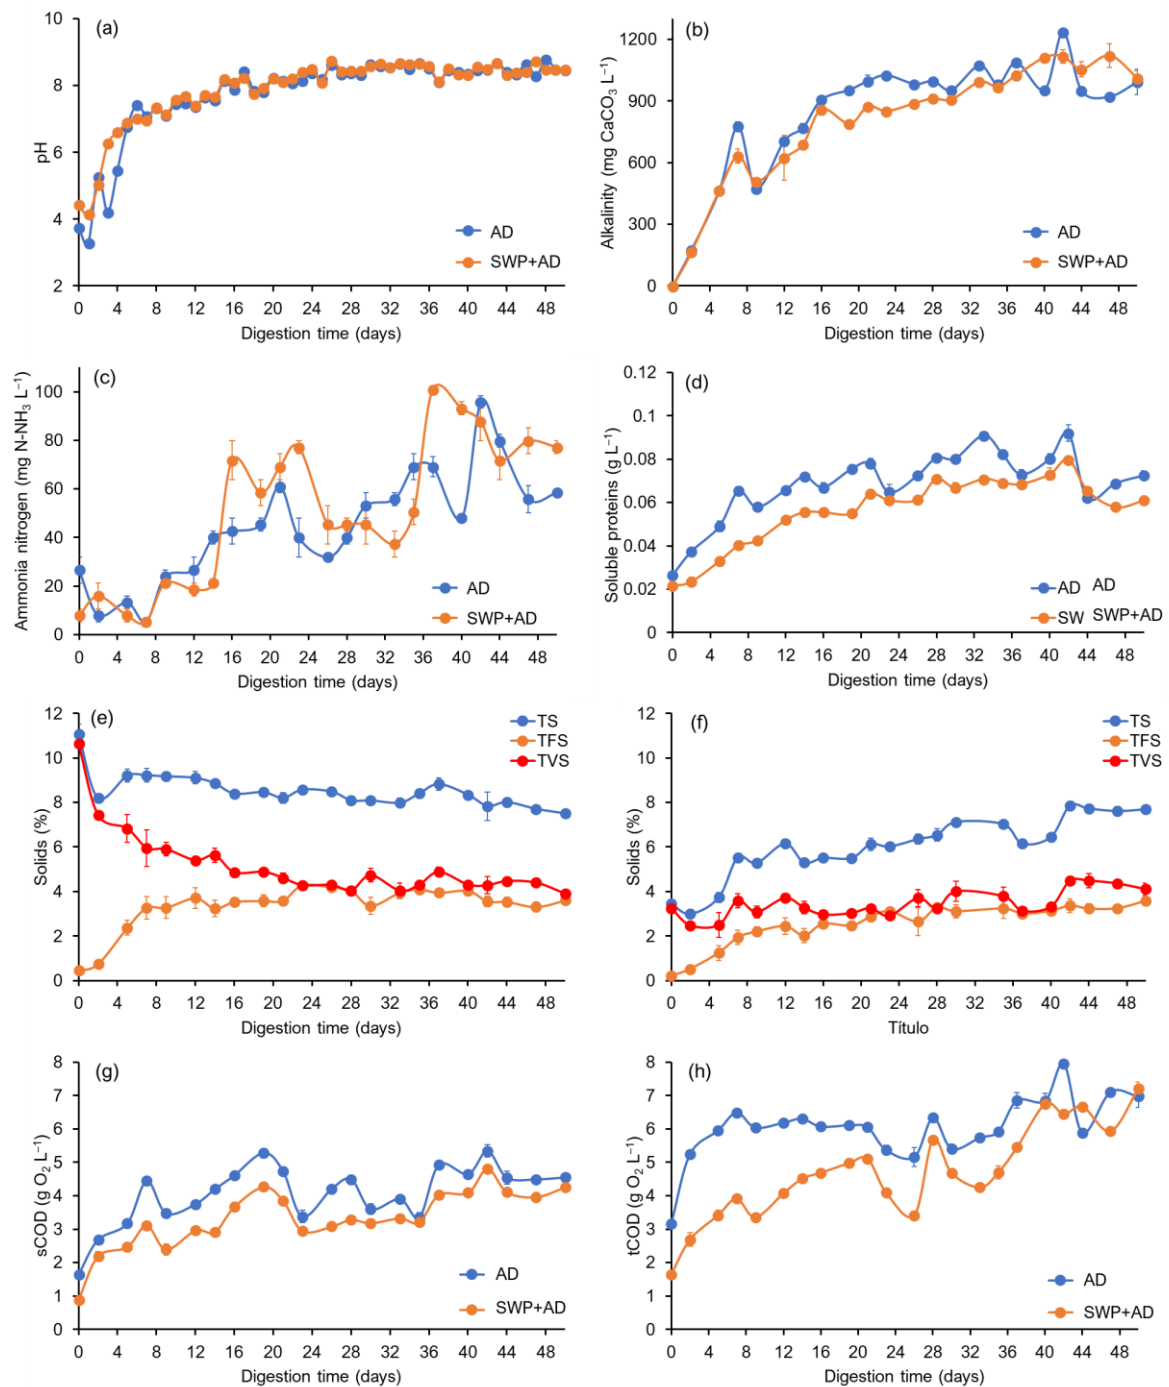 (a)
pH
10
8
6
4
2
0 4 8 12 16 20 24 28 32 36 40 44 48
Digestion time (days)
AD
SWP+AD
(b)
Alkalinity (mg CaCO₃ L⁻¹)
1200
900
600
300
0
0 4 8 12 16 20 24 28 32 36 40 44 48
Digestion time (days)
AD
SWP+AD
(c)
Ammonia nitrogen (mg N-NH₃ L⁻¹)
100
80
60
40
20
0
0 4 8 12 16 20 24 28 32 36 40 44 48
Digestion time (days)
AD
SWP+AD
(d)
Soluble proteins (g L⁻¹)
0.12
0.1
0.08
0.06
0.04
0.02
0
0 4 8 12 16 20 24 28 32 36 40 44 48
Digestion time (days)
AD AD
SW SWP+AD
(e)
Solids (%)
12
10
8
6
4
2
0
0 4 8 12 16 20 24 28 32 36 40 44 48
Digestion time (days)
TS
TFS
TVS
(f)
Solids (%)
12
10
8
6
4
2
0
0 4 8 12 16 20 24 28 32 36 40 44 48
Título
TS
TFS
TVS
(g)
sCOD (g O₂ L⁻¹)
8
7
6
5
4
3
2
1
0
0 4 8 12 16 20 24 28 32 36 40 44 48
Digestion time (days)
AD
SWP+AD
(h)
tCOD (g O₂ L⁻¹)
8
7
6
5
4
3
2
1
0
0 4 8 12 16 20 24 28 32 36 40 44 48
Digestion time (days)
AD
SWP+AD